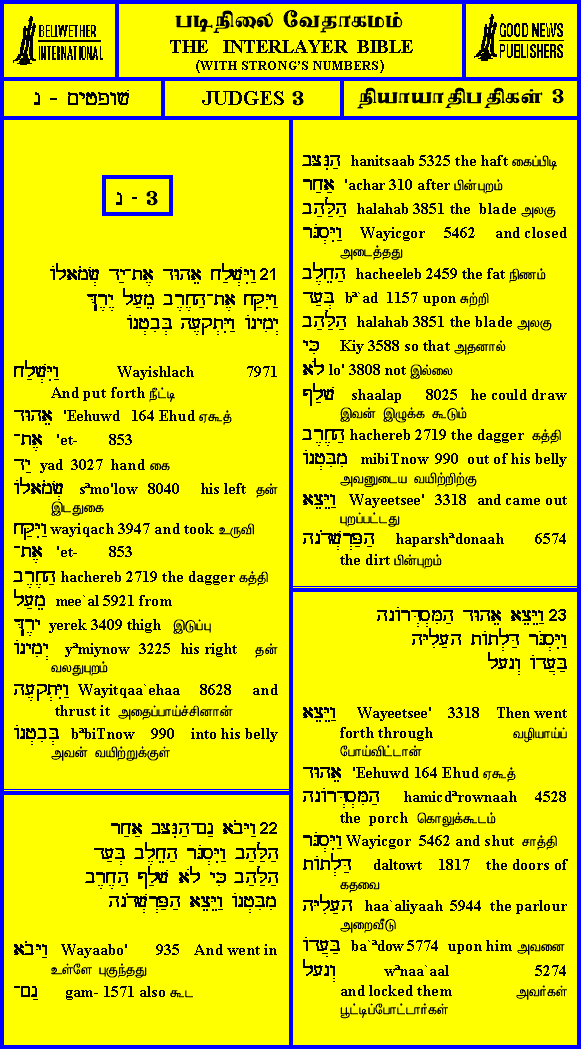 BELLWETHER
INTERNATIONAL
படிநிலை வேதாகமம்
THE INTERLAYER BIBLE
(WITH STRONG'S NUMBERS)
GOOD NEWS
PUBLISHERS
שׁופטים - נ
JUDGES 3
நியாயாதிபதிகள் 3
נ - 3
21 וַיִּשְׁלַח אֵהוּד אֶת־יַד שְׂמֹאלוֹ
וַיִּקַּח אֶת־הַחֶרֶב מֵעַל יֶרֶךְ
יְמִינוֹ וַיִּתְקָעֶהָ בְּבִטְנוֹ
וַיִּשְׁלַח Wayishlach 7971
And put forth நீட்டி
אֵהוּד 'Eehuwd 164 Ehud ஏகூத்
אֶת־ 'et- 853
יַד yad 3027 hand கை
שְׂמֹאלוֹ sªmo'low 8040 his left தன்
இடதுகை
וַיִּקַּח wayiqach 3947 and took உருவி
אֶת־ 'et- 853
הַחֶרֶב hachereb 2719 the dagger கத்தி
מֵעַל mee`al 5921 from
יֶרֶךְ yerek 3409 thigh இடுப்பு
יְמִינוֹ yªmiynow 3225 his right தன்
வலதுபுறம்
וַיִּתְקָעֶהָ Wayitqaa`ehaa 8628 and
thrust it அதைப்பாய்ச்சினான்
בְּבִטְנוֹ bªbiTnow 990 into his belly
அவன் வயிற்றுக்குள்
22 וַיָּבֹא גַם־הַנִּצָּב אַחַר
הַלַּהַב וַיִּסְגֹּר הַחֵלֶב בְּעַד
הַלַּהַב כִּי לֹא שָׁלַף הַחֶרֶב
מִבִּטְנוֹ וַיֵּצֵא הַפַּרְשְׁדֹנָה
וַיָּבֹא Wayaabo' 935 And went in
உள்ளே புகுந்தது
גַם־ gam- 1571 also கூட
הַנִּצָּב hanitsaab 5325 the haft கைப்பிடி
אַחַר 'achar 310 after பின்புறம்
הַלַּהַב halahab 3851 the blade அலகு
וַיִּסְגֹּר Wayicgor 5462 and closed
அடைத்தது
הַחֵלֶב hacheeleb 2459 the fat நிணம்
בְּעַד bª`ad 1157 upon சுற்றி
הַלַּהַב halahab 3851 the blade அலகு
כִּי Kiy 3588 so that அதனால்
לֹא lo' 3808 not இல்லை
שָׁלַף shaalap 8025 he could draw
இவன் இழுக்க கூடும்
הַחֶרֶב hachereb 2719 the dagger கத்தி
מִבִּטְנוֹ mibiTnow 990 out of his belly
அவனுடைய வயிற்றிற்கு
וַיֵּצֵא Wayeetsee' 3318 and came out
புறப்பட்டது
הַפַּרְשְׁדֹנָה haparshªdonaah 6574
the dirt பின்புறம்
23 וַיֵּצֵא אֵהוּד הַמִּסְדְּרוֹנָה
וַיִּסְגֹּר דַּלְתוֹת הַעֲלִיָּה
בַּעֲדוֹ וְנָעָל
וַיֵּצֵא Wayeetsee' 3318 Then went
forth through வழியாய்ப்
போய்விட்டான்
אֵהוּד 'Eehuwd 164 Ehud ஏகூத்
הַמִּסְדְּרוֹנָה hamicdªrownaah 4528
the porch கொலுக்கூடம்
וַיִּסְגֹּר Wayicgor 5462 and shut சாத்தி
דַּלְתוֹת daltowt 1817 the doors of
கதவை
הַעֲלִיָּה haa`aliyaah 5944 the parlour
அறைவீடு
בַּעֲדוֹ ba`ªdow 5774 upon him அவனை
וְנָעָל wªnaa`aal 5274
and locked them அவர்கள்
பூட்டிப்போட்டார்கள்